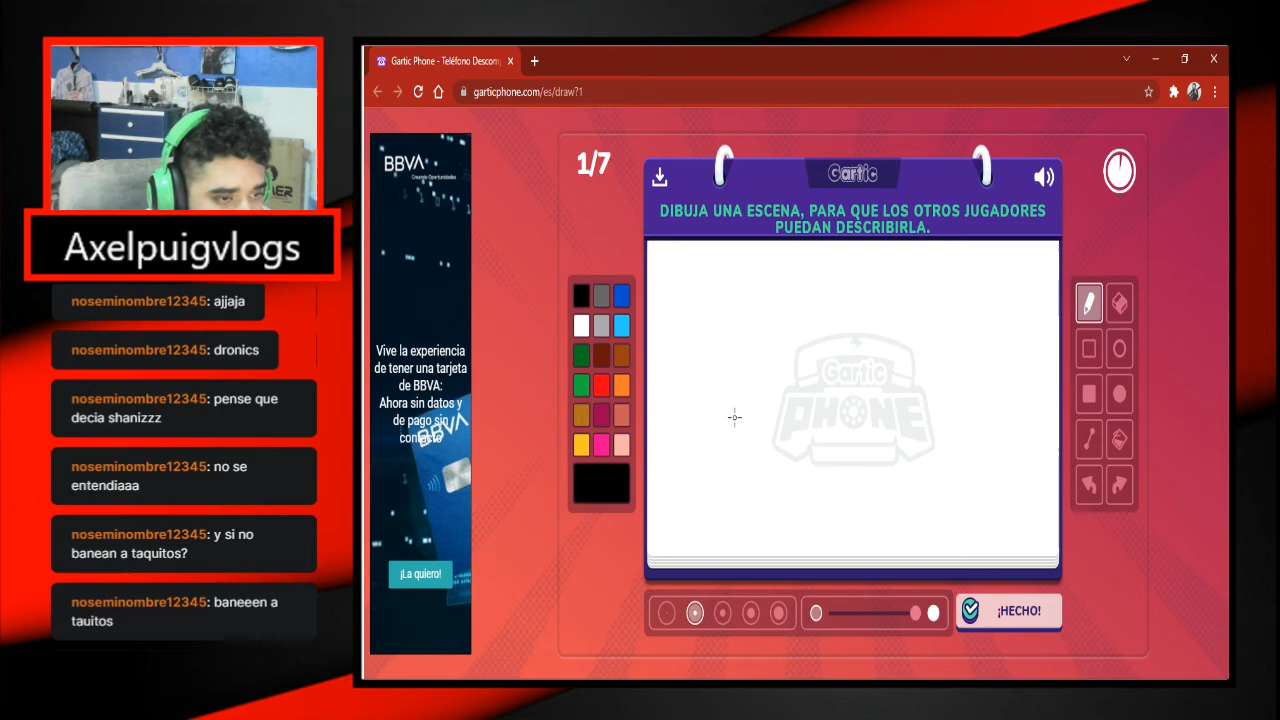 Axelpuigvlogs
noseminombre12345: ajjaja
noseminombre12345: dronics
noseminombre12345: pense que
decia shanizzz
noseminombre12345: no se
entendiaaa
noseminombre12345: y si no
banean a taquitos?
noseminombre12345: baneeen a
tauitos
Gartic Phone - Teléfono Descom
garticphone.com/es/draw?1
BBVA
Creando Oportunidades
Vive la experiencia
de tener una tarjeta
de BBVA:
Ahora sin datos y
de pago sin
contacto
BBVA
¡La quiero!
1/7
Gartic
DIBUJA UNA ESCENA, PARA QUE LOS OTROS JUGADORES
PUEDAN DESCRIBIRLA.
Gartic
PHONE
¡HECHO!